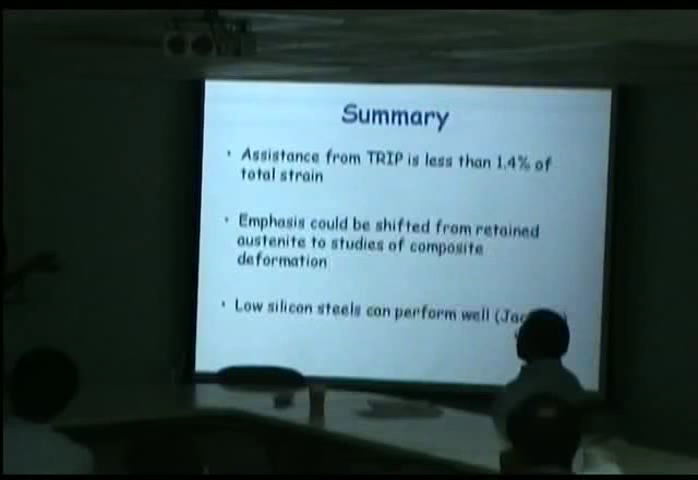 Summary
• Assistance from TRIP is less than 1.4% of
total strain
• Emphasis could be shifted from retained
austenite to studies of composite
deformation
• Low silicon steels can perform well